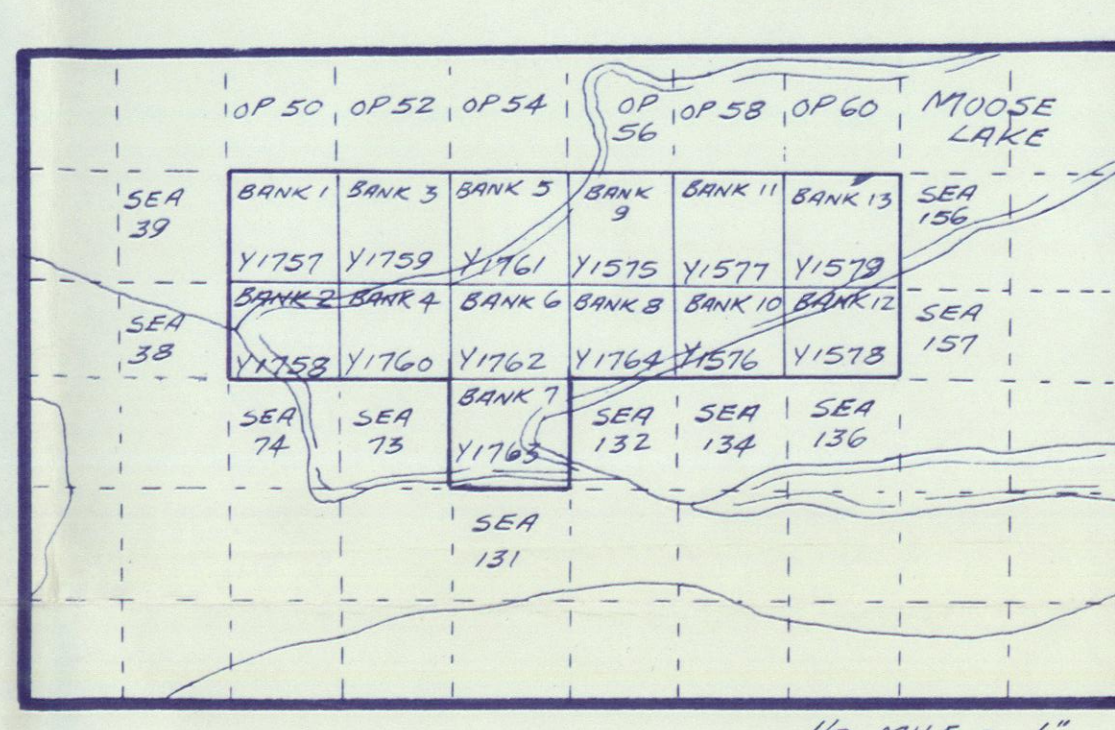 OP 50 OP 52 OP 54 OP 56 OP 58 OP 60 MOOSE LAKE
SEA 39
BANK 1 BANK 3 BANK 5 BANK 9 BANK 11 BANK 13
SEA 156
Y1757 Y1759 Y1761 Y1575 Y1577 Y1579
SEA 38
BANK 2 BANK 4 BANK 6 BANK 8 BANK 10 BANK 12
SEA 157
Y1758 Y1760 Y1762 Y1764 Y1576 Y1578
SEA 74
SEA 73
BANK 7
Y1763
SEA 132
SEA 134
SEA 136
SEA 131